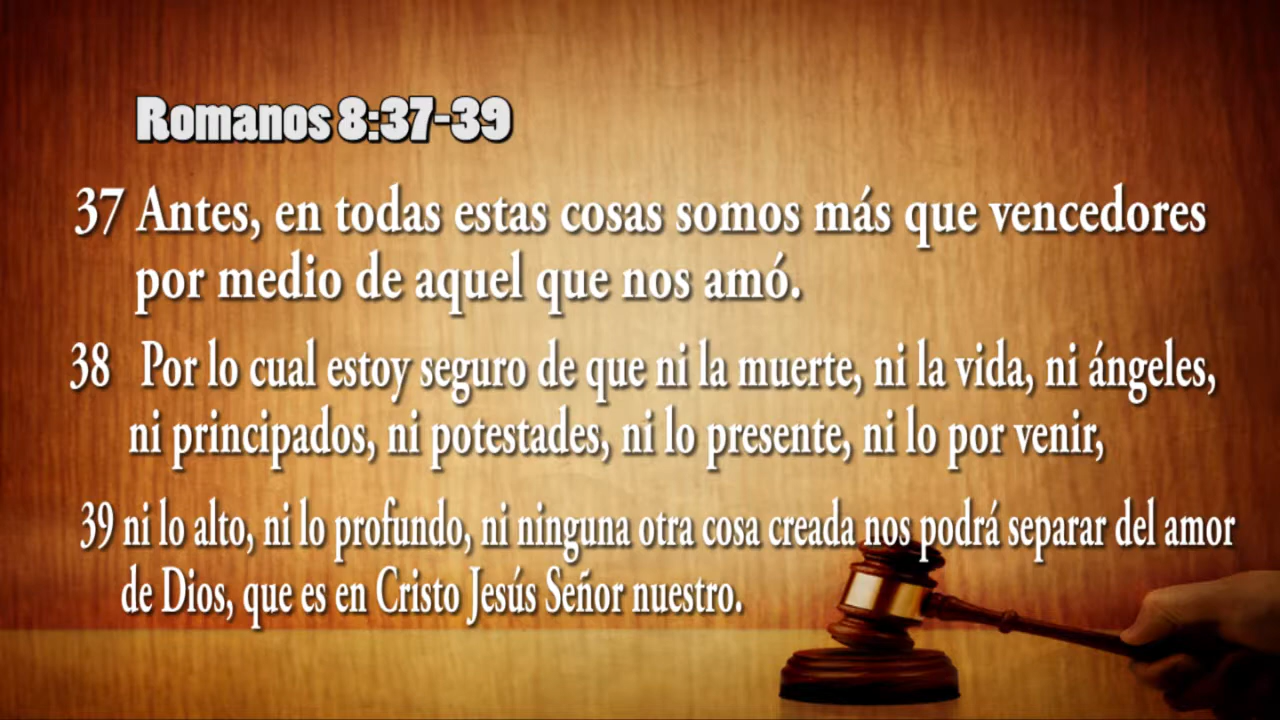 Romanos 8:37-39
37 Antes, en todas estas cosas somos más que vencedores
por medio de aquel que nos amó.
38 Por lo cual estoy seguro de que ni la muerte, ni la vida, ni ángeles,
ni principados, ni potestades, ni lo presente, ni lo por venir,
39 ni lo alto, ni lo profundo, ni ninguna otra cosa creada nos podrá separar del amor
de Dios, que es en Cristo Jesús Señor nuestro.